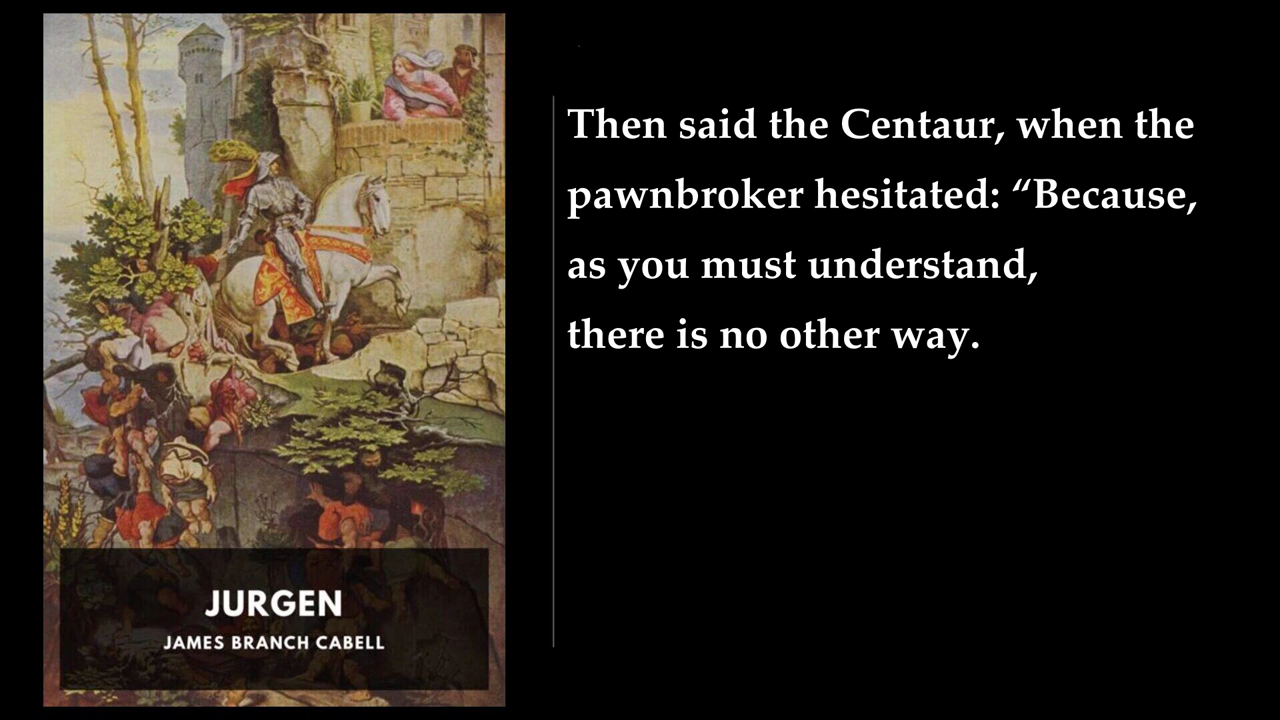 Then said the Centaur, when the
pawnbroker hesitated: “Because,
as you must understand,
there is no other way.
JURGEN
JAMES BRANCH CABELL